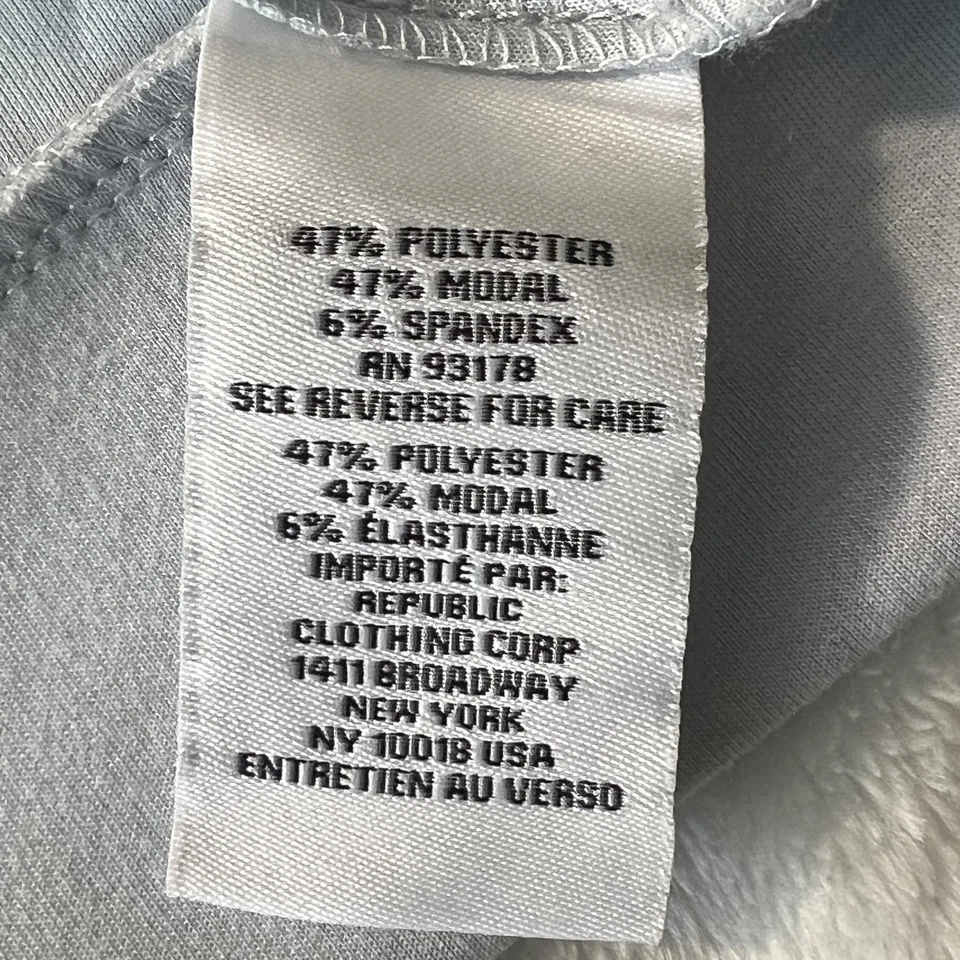 47% POLYESTER
47% MODAL
6% SPANDEX
RN 93178
SEE REVERSE FOR CARE
47% POLYESTER
47% MODAL
6% ÉLASTHANNE
IMPORTÉ PAR:
REPUBLIC
CLOTHING CORP
1411 BROADWAY
NEW YORK
NY 10018 USA
ENTRETIEN AU VERSO